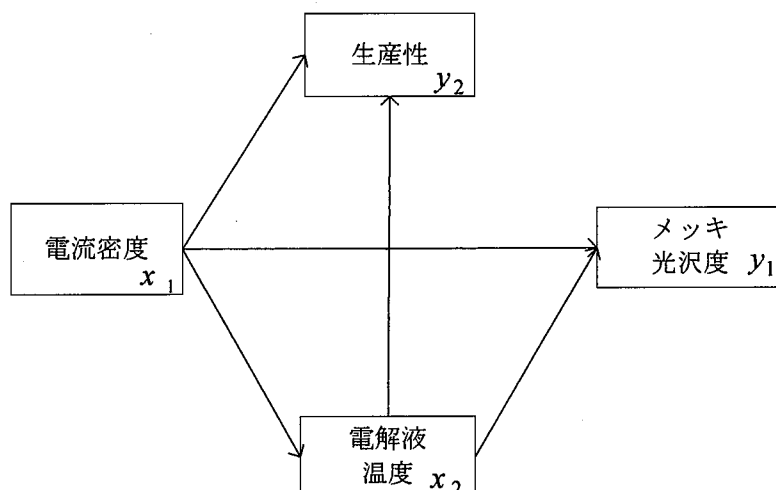 生産性
y₂
電流密度
x₁
メッキ
光沢度 y₁
電解液
温度 x₂